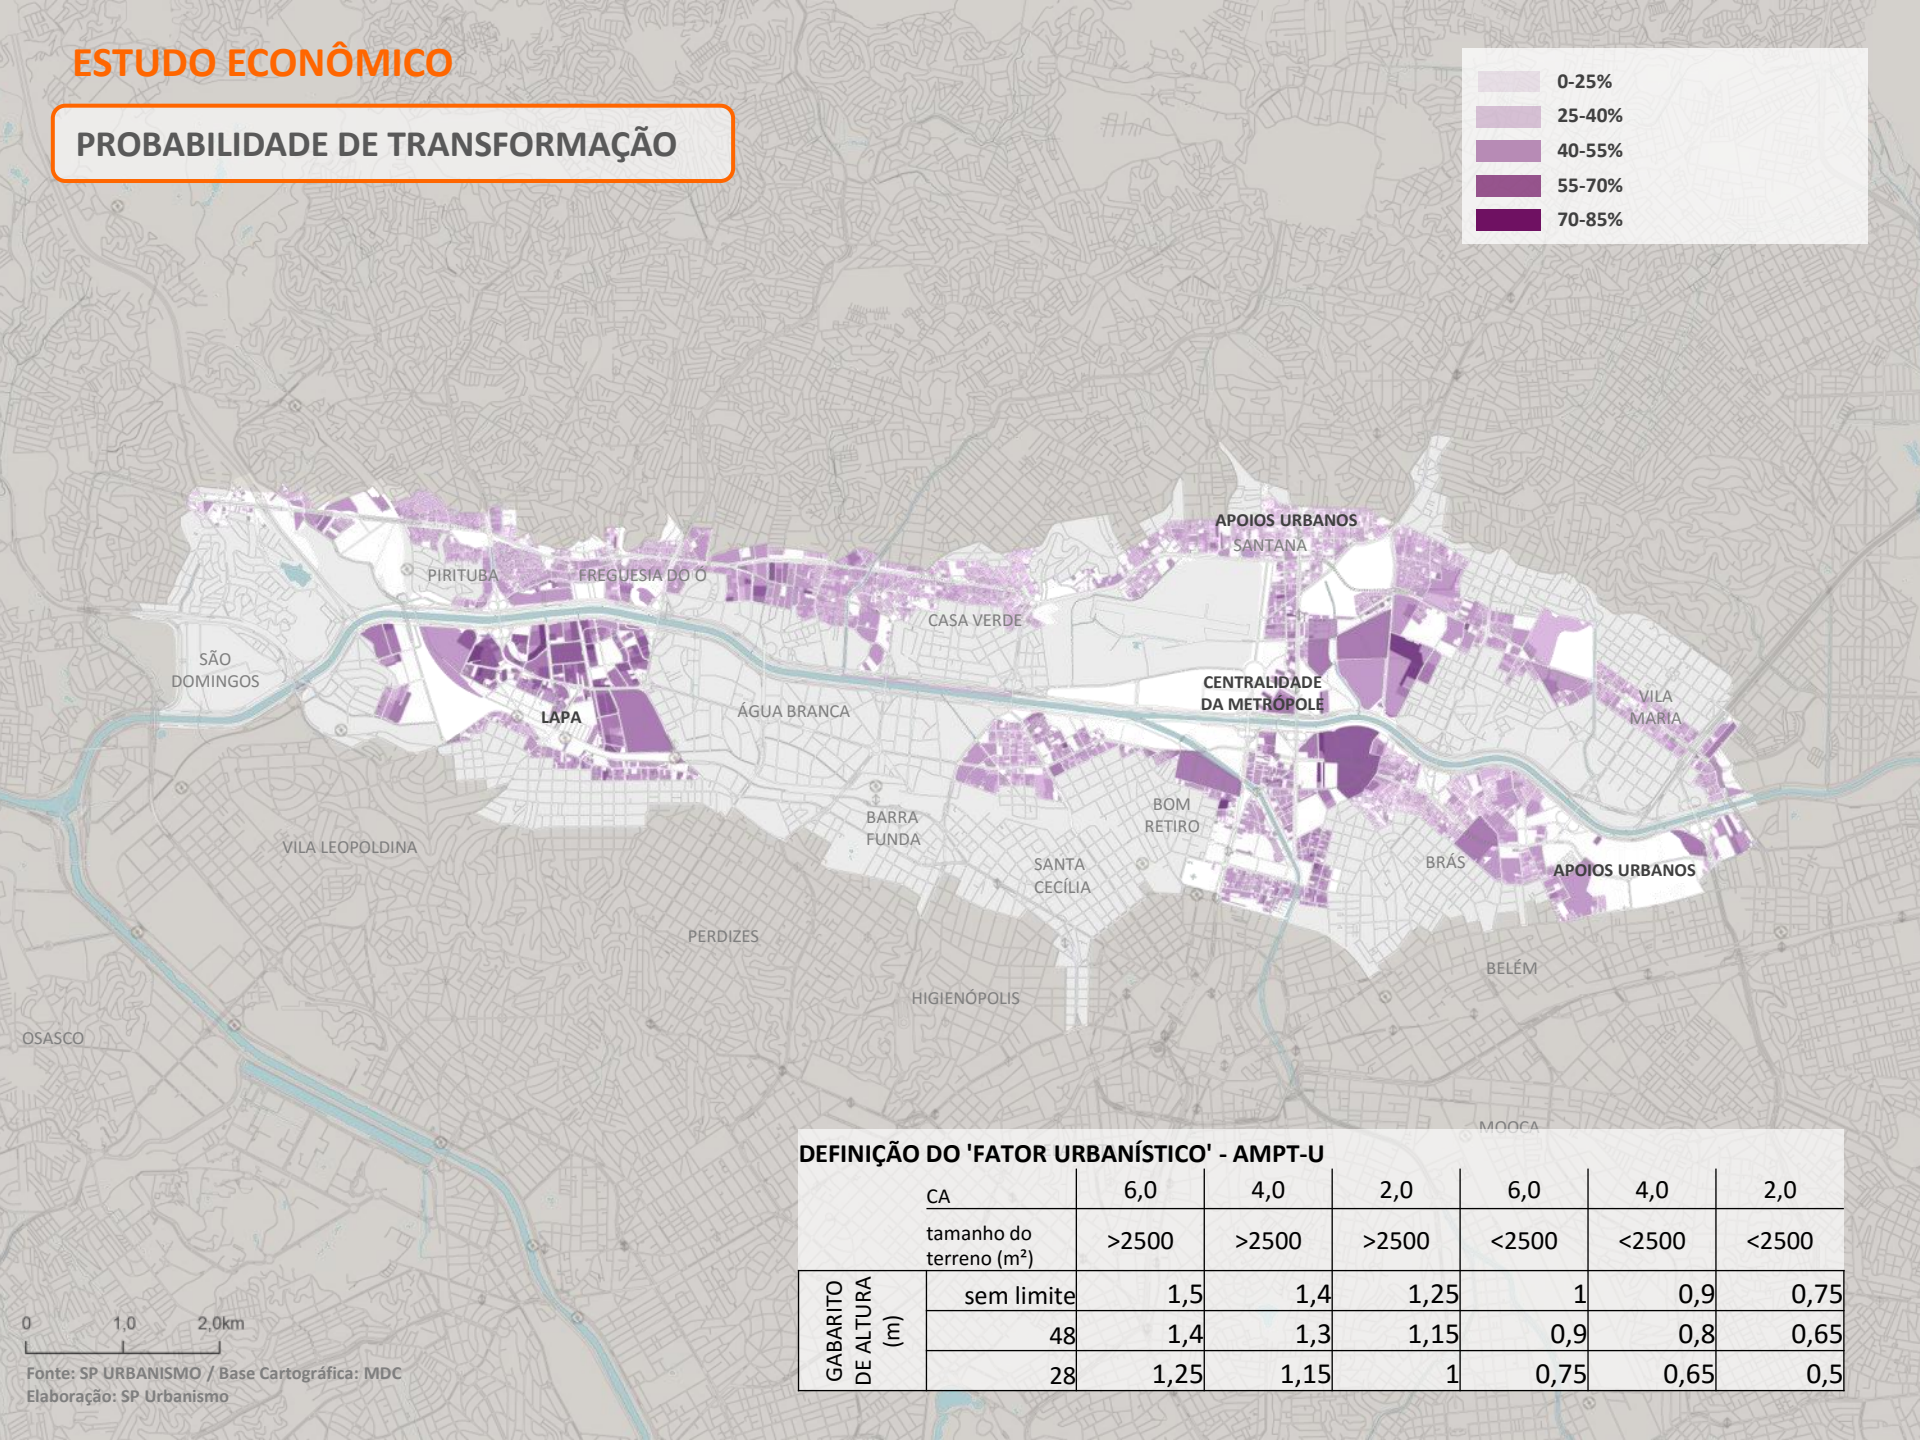 ESTUDO ECONÔMICO
PROBABILIDADE DE TRANSFORMAÇÃO
0-25%
25-40%
40-55%
55-70%
70-85%
APOIOS URBANOS
SANTANA
PIRITUBA
FREGUESIA DO Ó
CASA VERDE
SÃO
DOMINGOS
LAPA
ÁGUA BRANCA
CENTRALIDADE
DA METRÓPOLE
VILA
MARIA
BARRA
FUNDA
BOM
RETIRO
VILA LEOPOLDINA
SANTA
CECÍLIA
BRÁS
APOIOS URBANOS
PERDIZES
BELÉM
HIGIENÓPOLIS
OSASCO
MOOCA
DEFINIÇÃO DO 'FATOR URBANÍSTICO' - AMPT-U
CA 6,0 4,0 2,0 6,0 4,0 2,0
tamanho do
terreno (m²) >2500 >2500 >2500 <2500 <2500 <2500
GABARITO
DE ALTURA
(m)
sem limite 1,5 1,4 1,25 1 0,9 0,75
48 1,4 1,3 1,15 0,9 0,8 0,65
28 1,25 1,15 1 0,75 0,65 0,5
0 1,0 2,0km
Fonte: SP URBANISMO / Base Cartográfica: MDC
Elaboração: SP Urbanismo